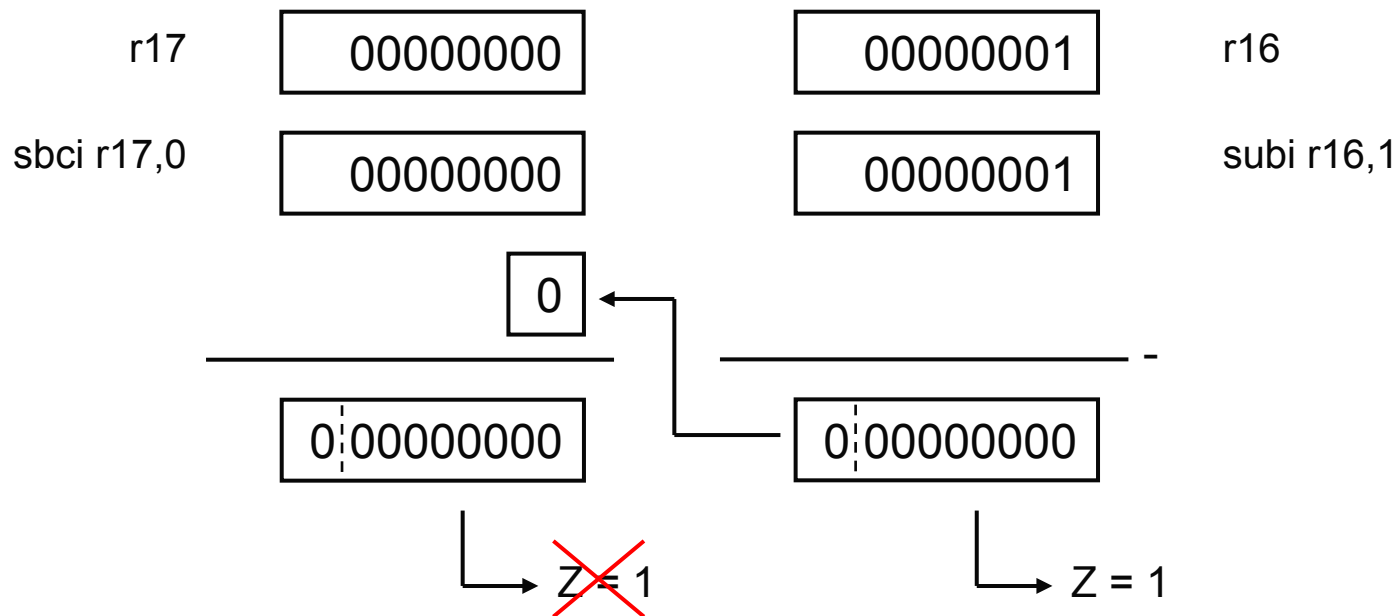 r17 00000000 00000001 r16
sbci r17,0 00000000 00000001 subi r16,1
0
-
0 00000000 0 00000000
Z = 1 Z = 1